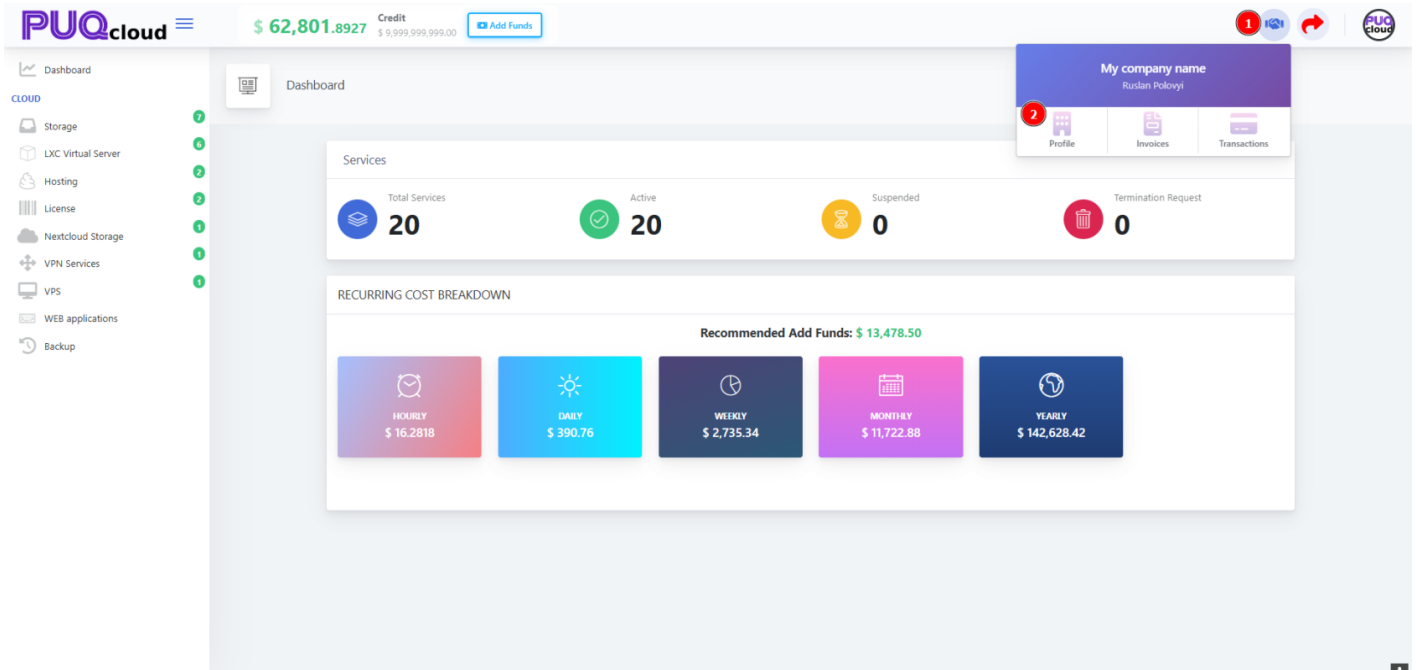 PUQcloud
$ 62,801.8927
Credit
$ 9,999,999,999.00
Add Funds
1
PUQ
cloud
My company name
Ruslan Polovyi
2
Profile
Invoices
Transactions
Dashboard
CLOUD
Storage
7
LXC Virtual Server
6
Hosting
2
License
2
Nextcloud Storage
1
VPN Services
1
VPS
1
WEB applications
Backup
Dashboard
Services
Total Services
20
Active
20
Suspended
0
Termination Request
0
RECURRING COST BREAKDOWN
Recommended Add Funds: $ 13,478.50
HOURLY
$ 16.2818
DAILY
$ 390.76
WEEKLY
$ 2,735.34
MONTHLY
$ 11,722.88
YEARLY
$ 142,628.42